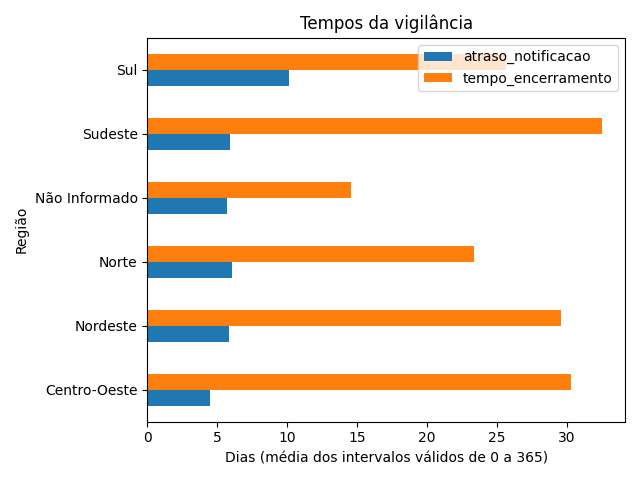 Tempos da vigilância
atraso_notificacao
tempo_encerramento
Sul
Sudeste
Não Informado
Norte
Nordeste
Centro-Oeste
Região
0 5 10 15 20 25 30
Dias (média dos intervalos válidos de 0 a 365)